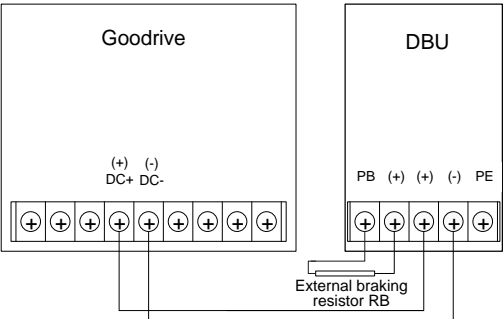 Goodrive
DBU
(+) (-)
DC+ DC-
PB (+) (+) (-) PE
External braking
resistor RB